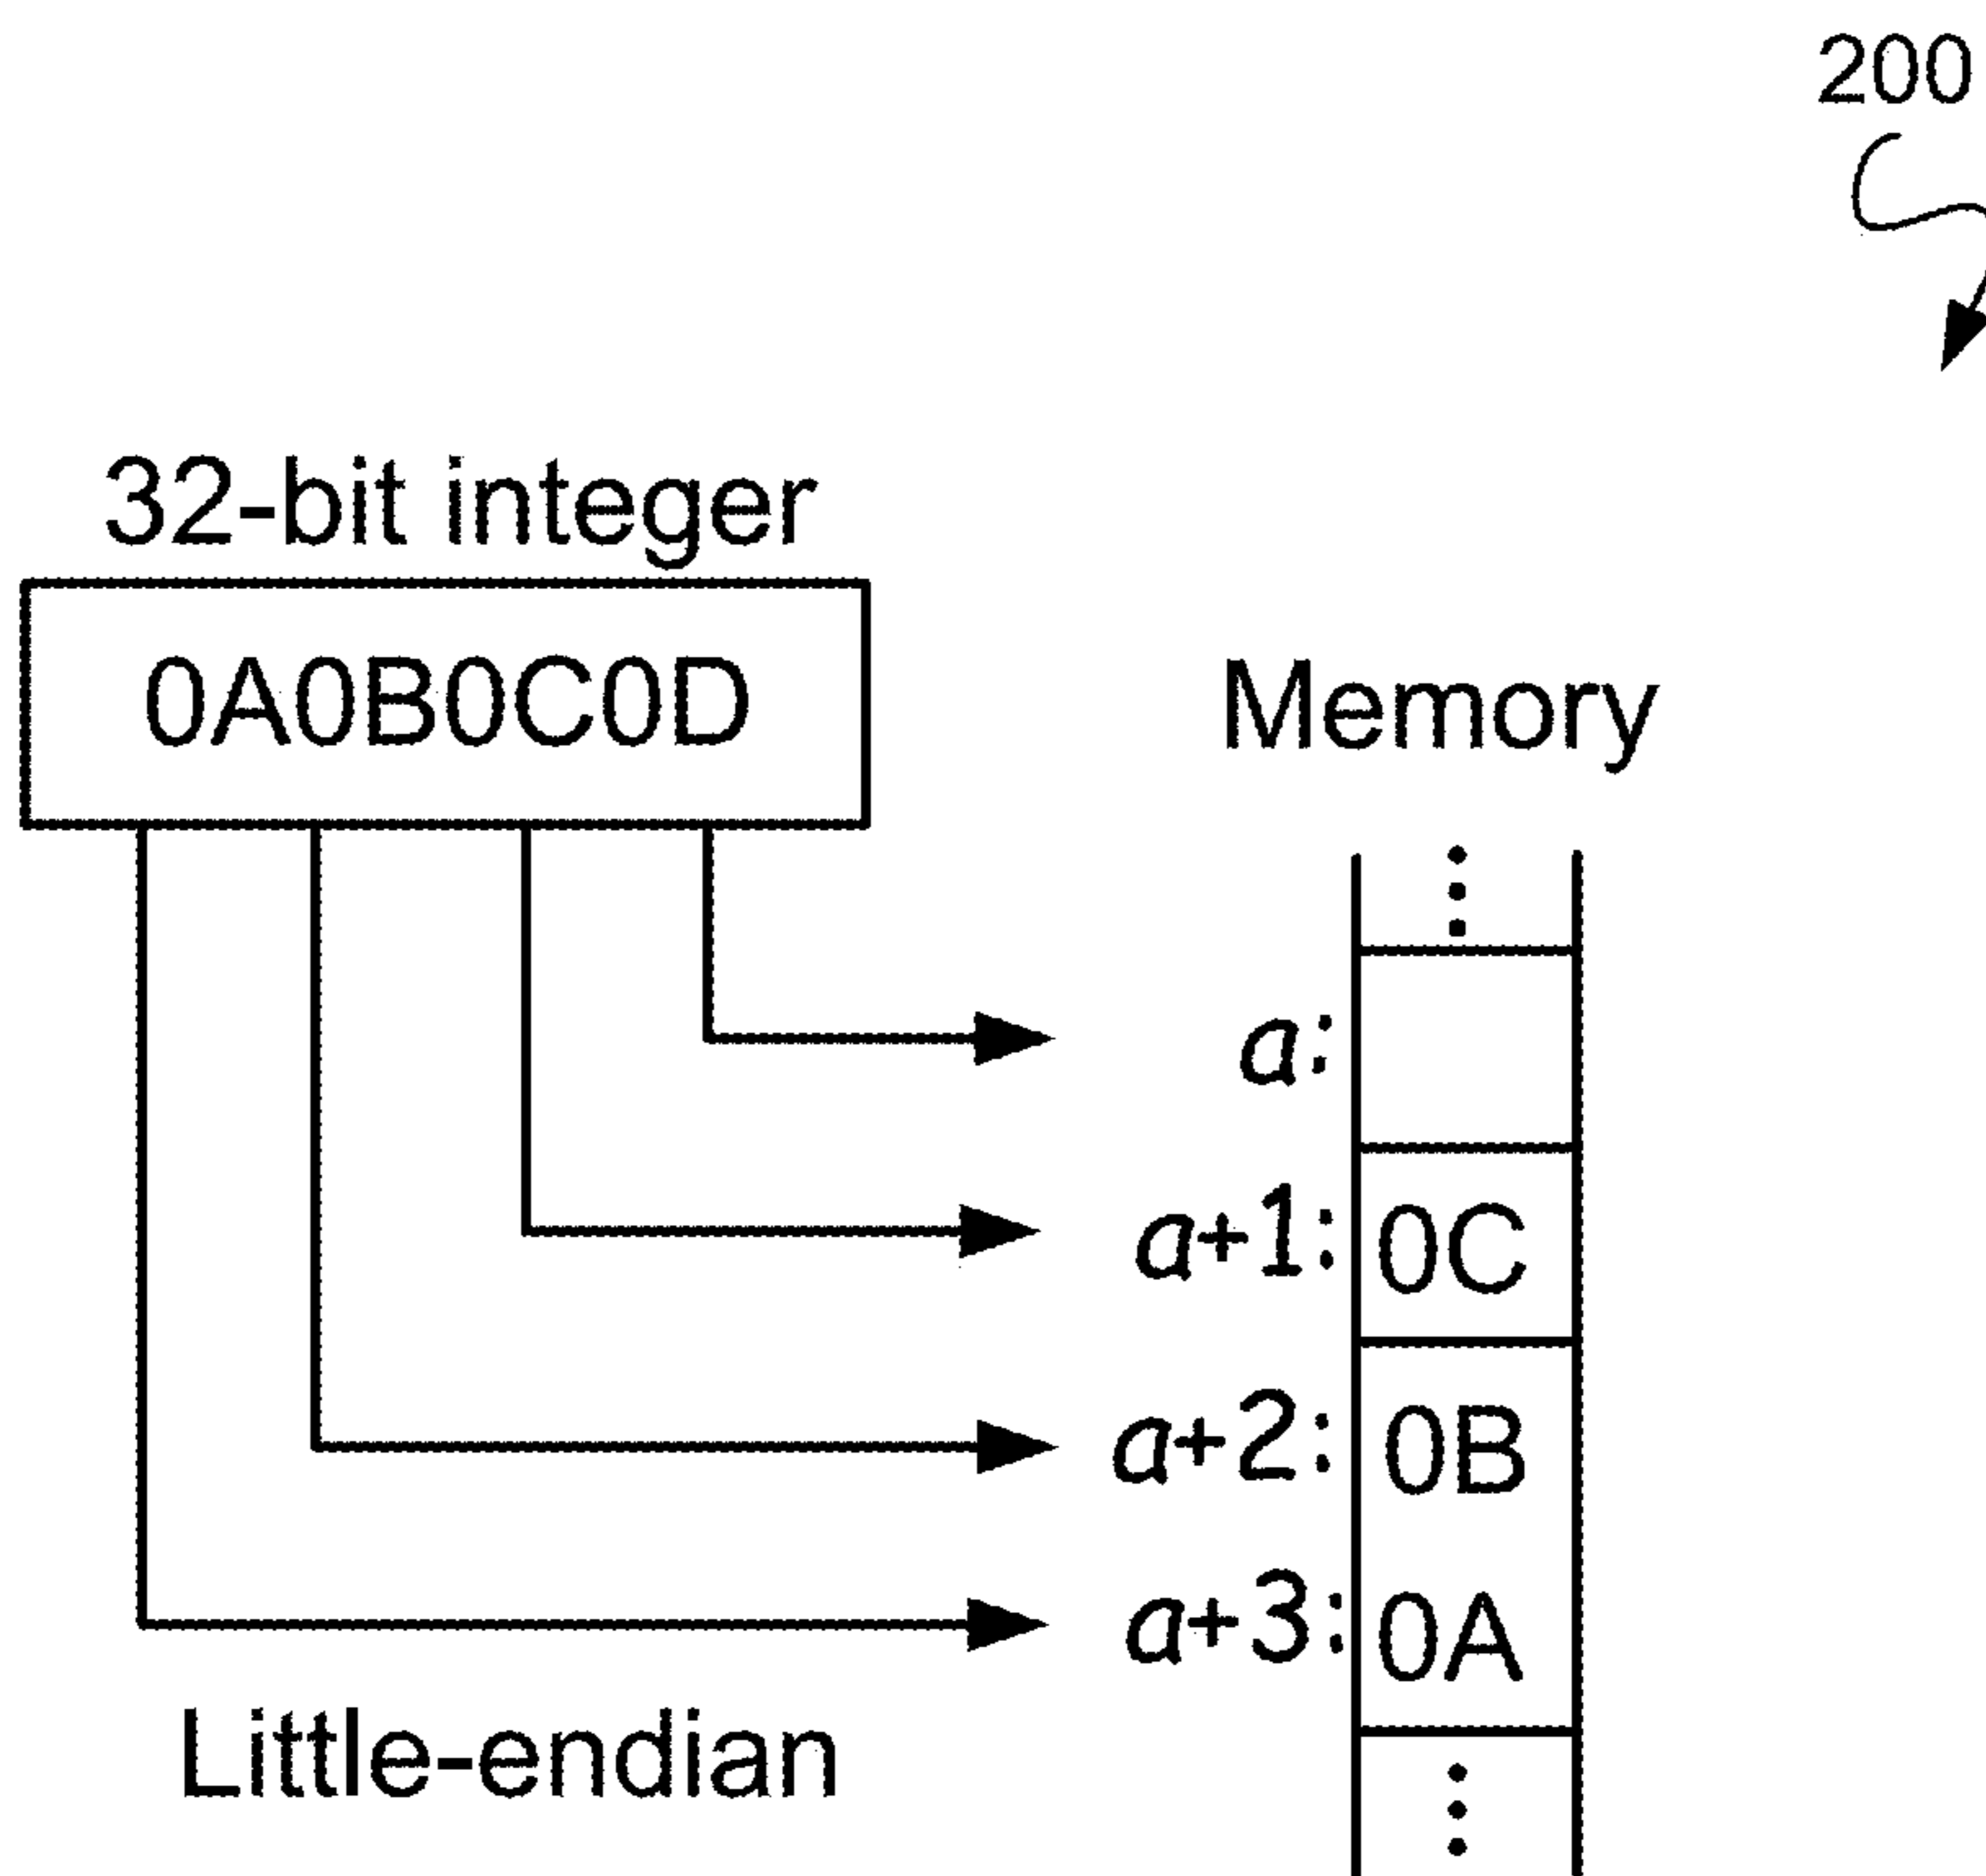 200
32-bit integer
0A0B0C0D
Memory
a:
a+1: 0C
a+2: 0B
a+3: 0A
Little-endian